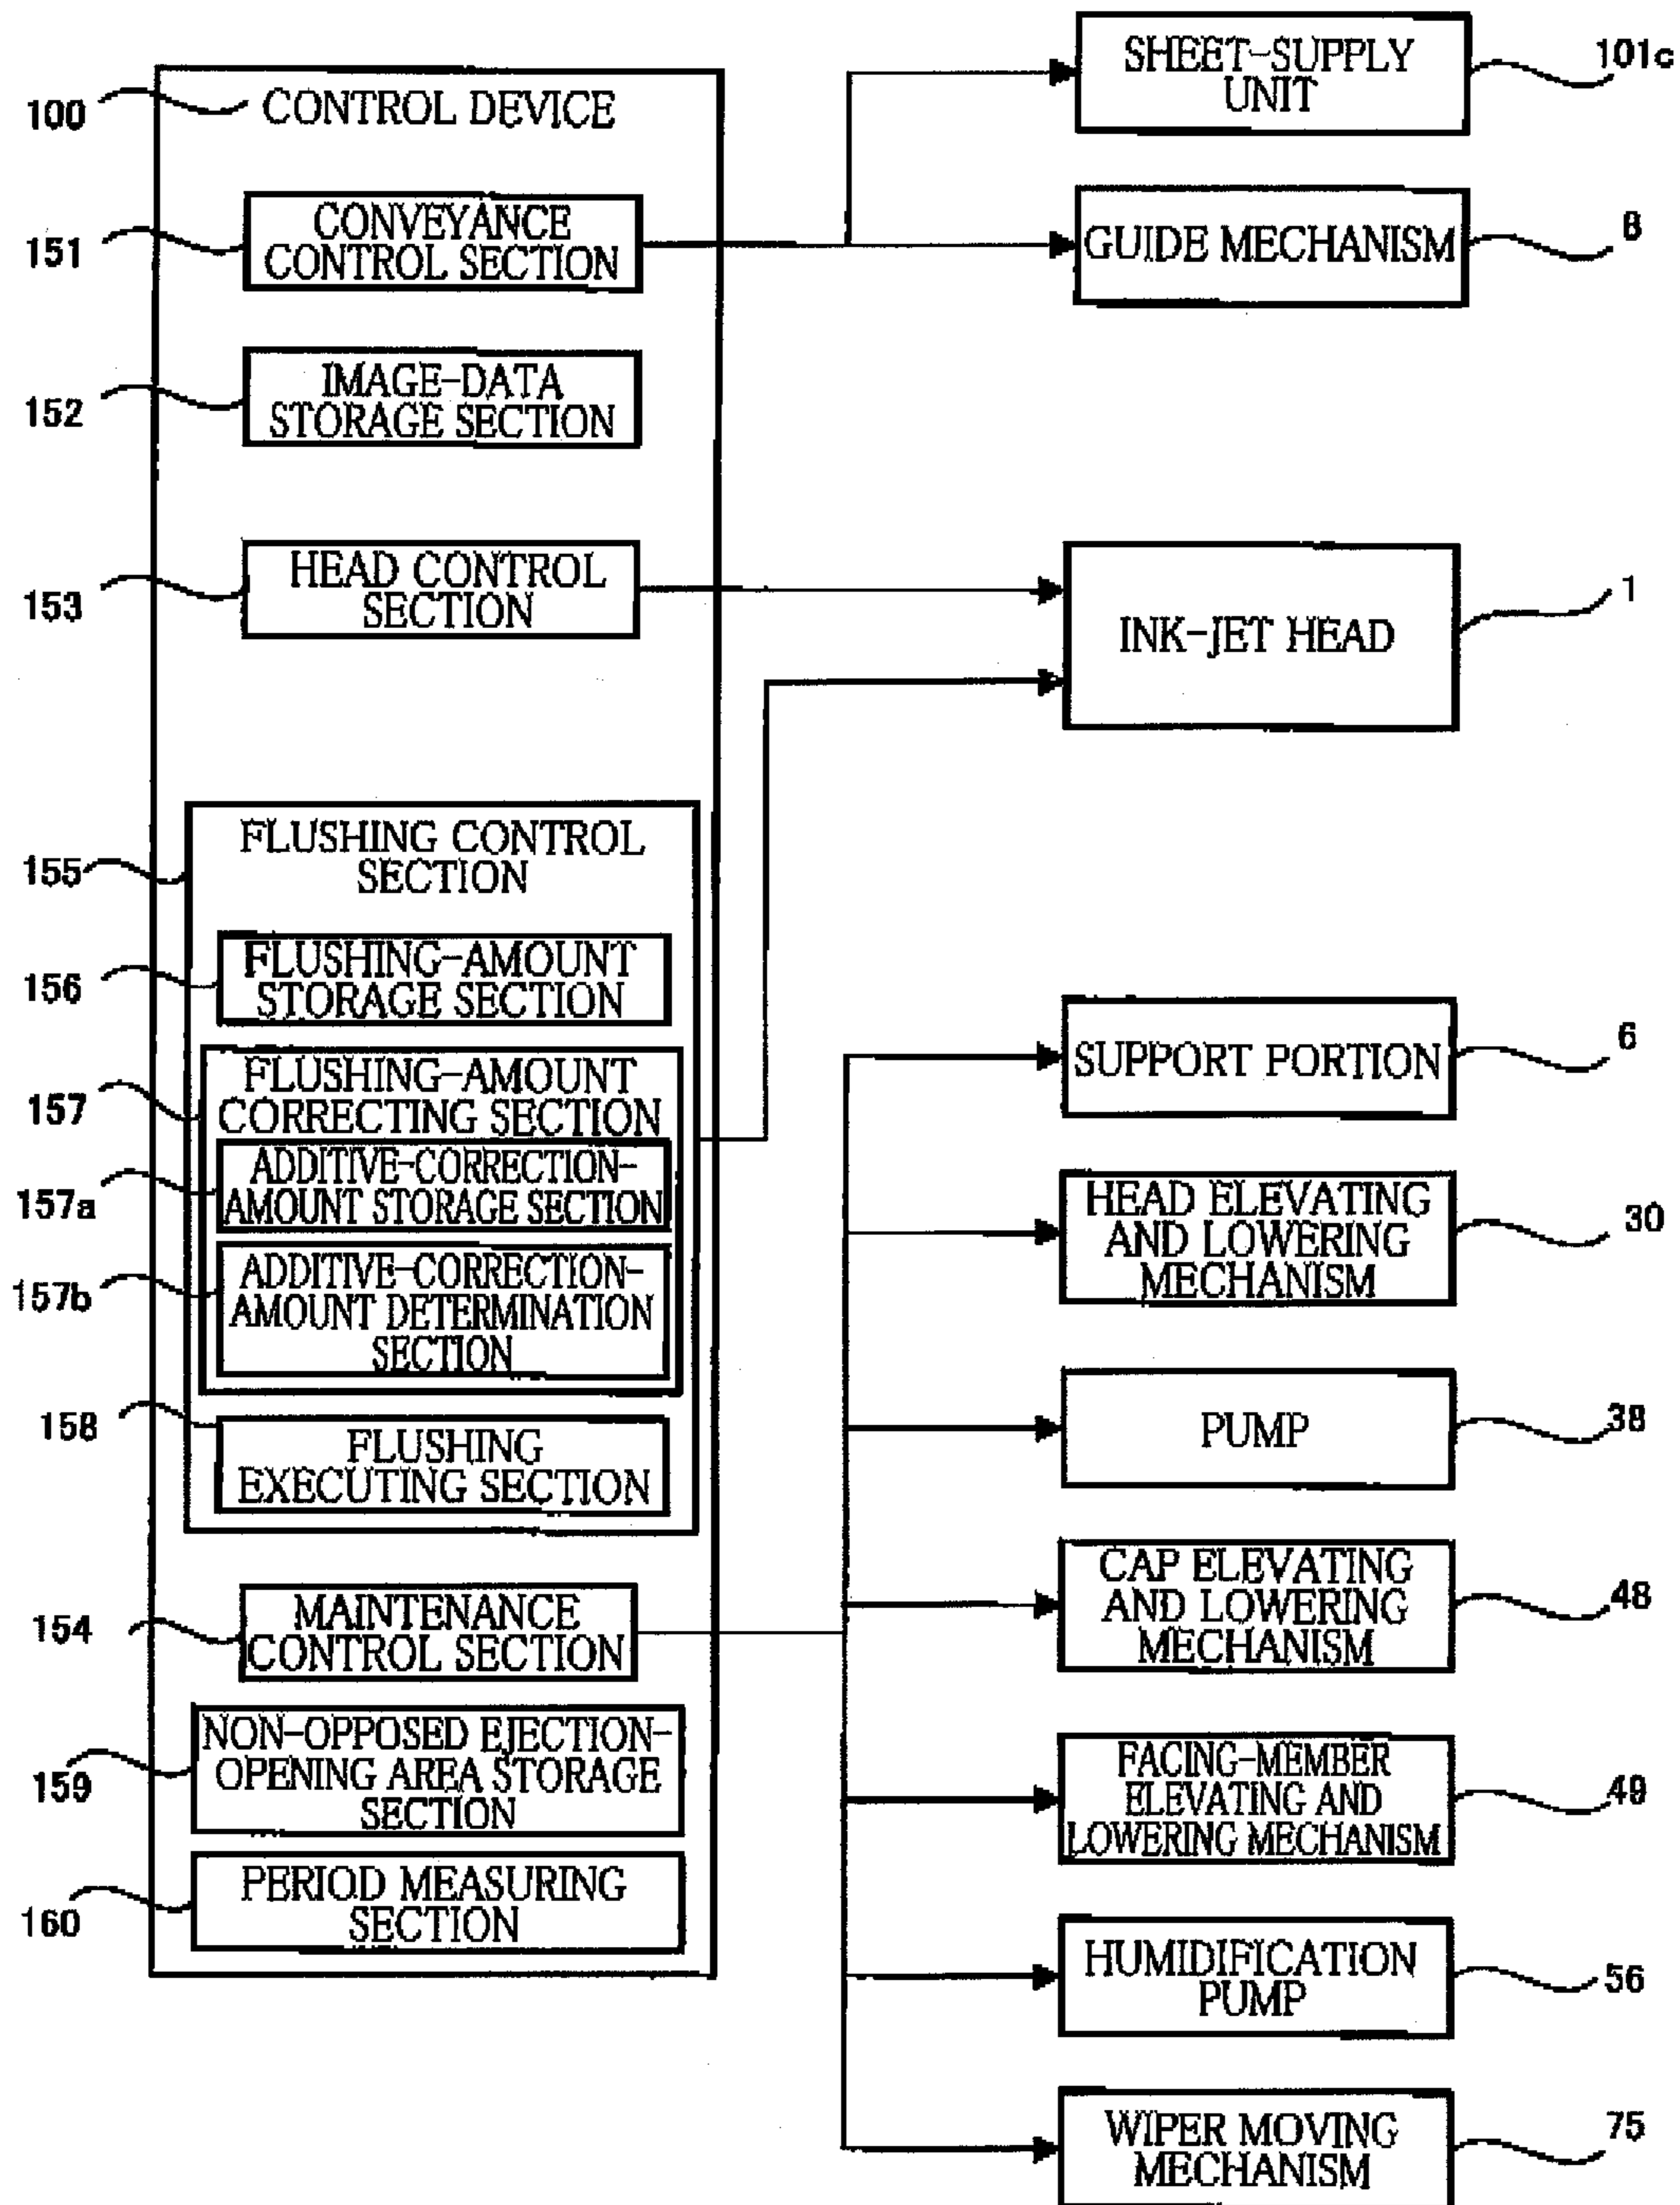 100
CONTROL DEVICE
151
CONVEYANCE
CONTROL SECTION
152
IMAGE-DATA
STORAGE SECTION
153
HEAD CONTROL
SECTION
155
FLUSHING CONTROL
SECTION
156
FLUSHING-AMOUNT
STORAGE SECTION
157
FLUSHING-AMOUNT
CORRECTING SECTION
157a
ADDITIVE-CORRECTION-
AMOUNT STORAGE SECTION
157b
ADDITIVE-CORRECTION-
AMOUNT DETERMINATION
SECTION
158
FLUSHING
EXECUTING SECTION
154
MAINTENANCE
CONTROL SECTION
159
NON-OPPOSED EJECTION-
OPENING AREA STORAGE
SECTION
160
PERIOD MEASURING
SECTION
SHEET-SUPPLY
UNIT
101c
GUIDE MECHANISM
8
INK-JET HEAD
1
SUPPORT PORTION
6
HEAD ELEVATING
AND LOWERING
MECHANISM
30
PUMP
38
CAP ELEVATING
AND LOWERING
MECHANISM
48
FACING-MEMBER
ELEVATING AND
LOWERING MECHANISM
49
HUMIDIFICATION
PUMP
56
WIPER MOVING
MECHANISM
75